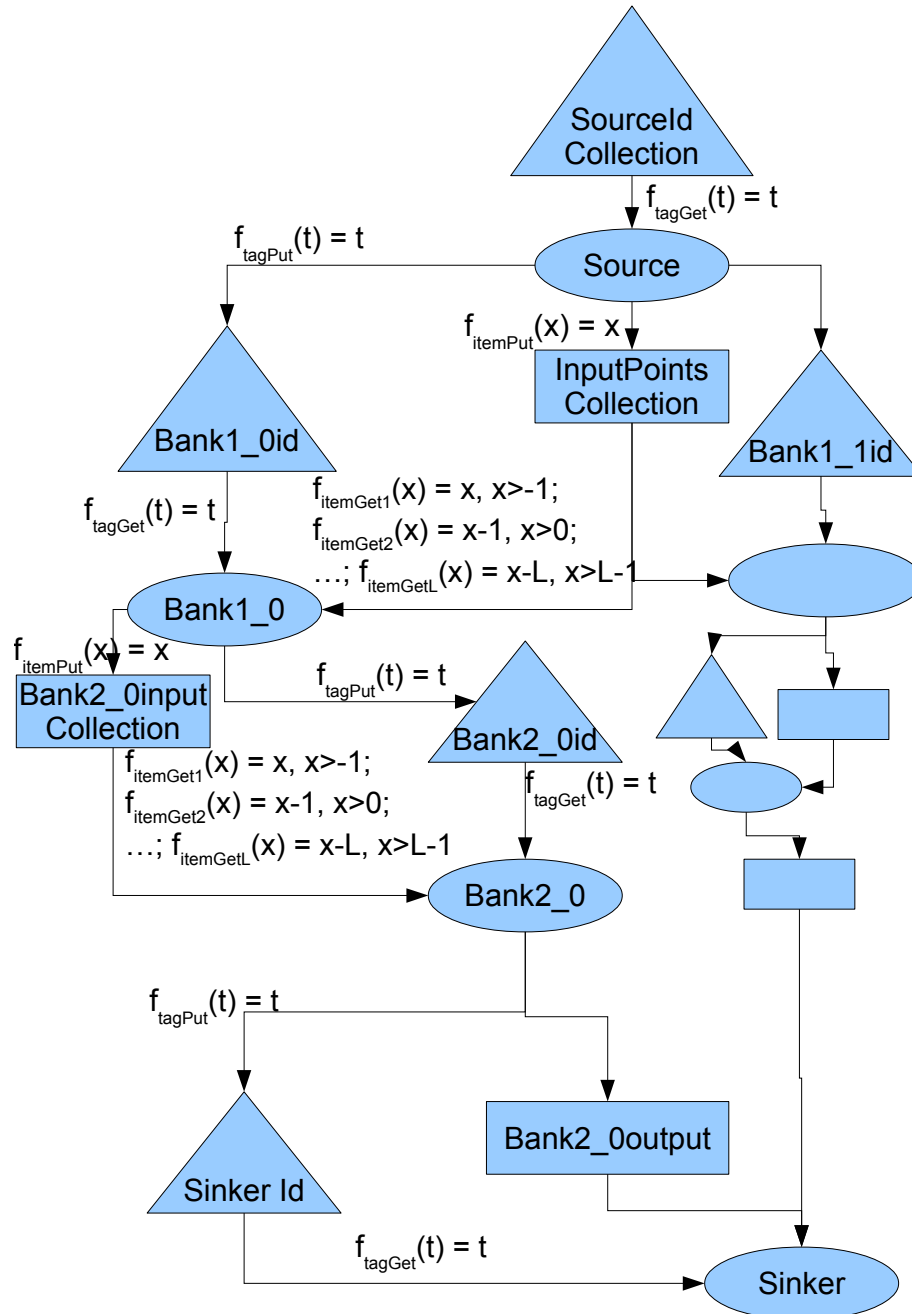 SourceId
Collection
f_tagGet(t) = t
f_tagPut(t) = t
Source
f_itemPut(x) = x
InputPoints
Collection
Bank1_0id
Bank1_1id
f_tagGet(t) = t
f_itemGet1(x) = x, x>-1;
f_itemGet2(x) = x-1, x>0;
…; f_itemGetL(x) = x-L, x>L-1
Bank1_0
f_itemPut(x) = x
f_tagPut(t) = t
Bank2_0input
Collection
Bank2_0id
f_itemGet1(x) = x, x>-1;
f_itemGet2(x) = x-1, x>0;
…; f_itemGetL(x) = x-L, x>L-1
f_tagGet(t) = t
Bank2_0
f_tagPut(t) = t
Bank2_0output
Sinker Id
f_tagGet(t) = t
Sinker